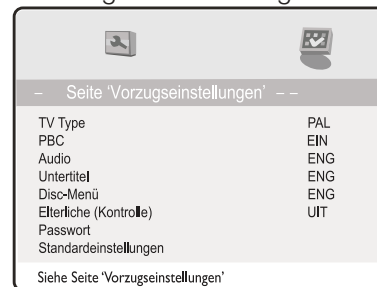 – Seite 'Vorzugseinstellungen' – –
TV Type PAL
PBC EIN
Audio ENG
Untertitel ENG
Disc-Menü ENG
Elterliche (Kontrolle) UIT
Passwort
Standardeinstellungen
Siehe Seite 'Vorzugseinstellungen'